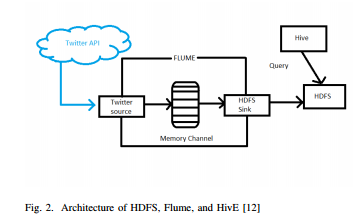 Hive
Twitter API
FLUME
Query
Twitter
source
HDFS
Sink
HDFS
Memory Channel
Fig. 2. Architecture of HDFS, Flume, and HivE [12]